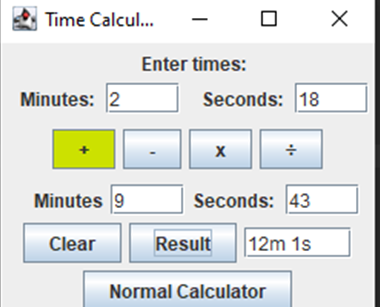 Time Calcul...
Enter times:
Minutes: 2 Seconds: 18
+ - x ÷
Minutes 9 Seconds: 43
Clear Result 12m 1s
Normal Calculator